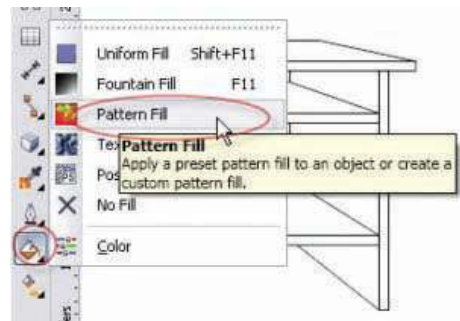 Uniform Fill Shift+F11
Fountain Fill F11
Pattern Fill
Pattern Fill
Apply a preset pattern fill to an object or create a
custom pattern fill.
No Fill
Color